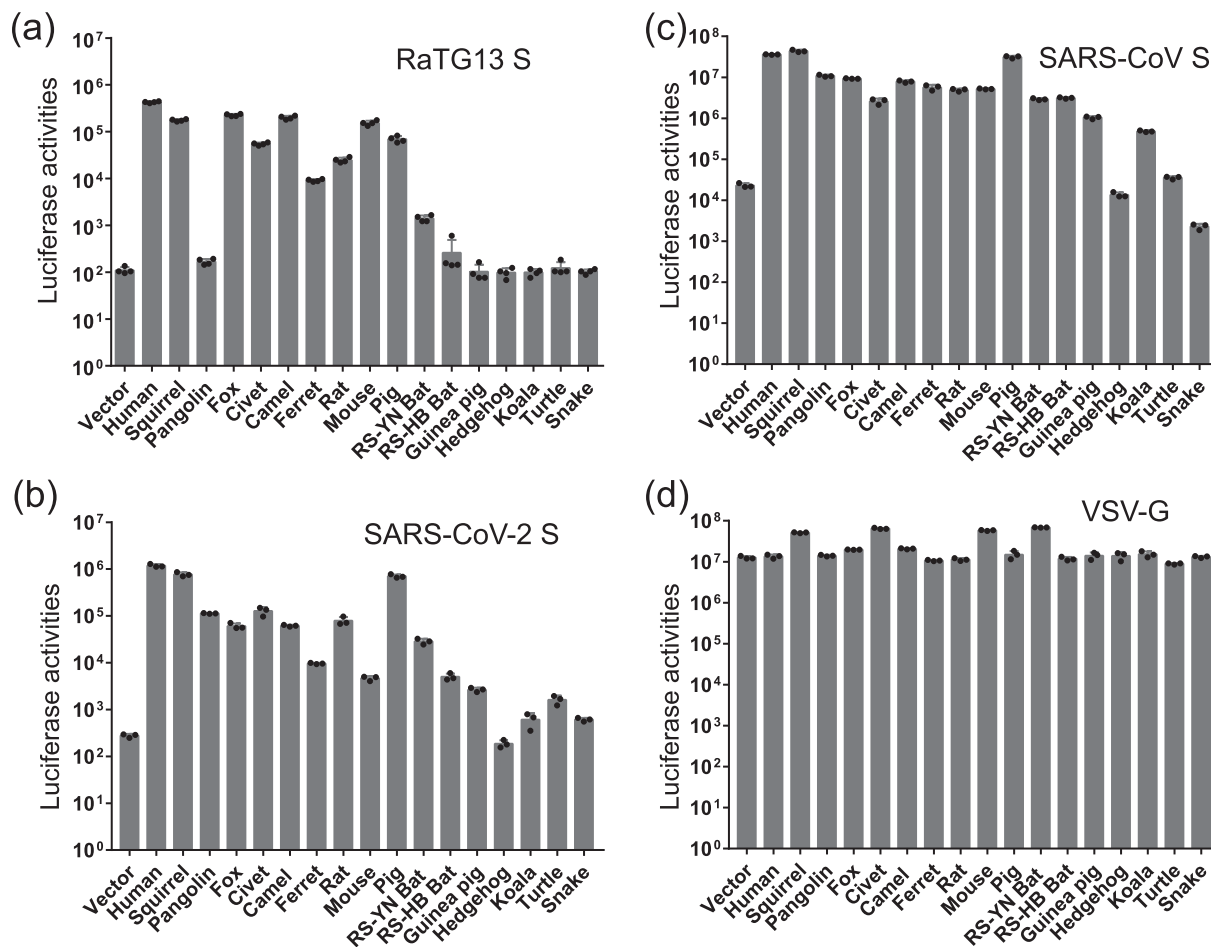 (a)
RaTG13 S
Luciferase activities
10⁷
10⁶
10⁵
10⁴
10³
10²
10¹
10⁰
Vector
Human
Squirrel
Pangolin
Fox
Civet
Camel
Ferret
Rat
Mouse
Pig
RS-YN Bat
RS-HB Bat
Guinea pig
Hedgehog
Koala
Turtle
Snake
(c)
SARS-CoV S
Luciferase activities
10⁸
10⁷
10⁶
10⁵
10⁴
10³
10²
10¹
10⁰
Vector
Human
Squirrel
Pangolin
Fox
Civet
Camel
Ferret
Rat
Mouse
Pig
RS-YN Bat
RS-HB Bat
Guinea pig
Hedgehog
Koala
Turtle
Snake
(b)
SARS-CoV-2 S
Luciferase activities
10⁷
10⁶
10⁵
10⁴
10³
10²
10¹
10⁰
Vector
Human
Squirrel
Pangolin
Fox
Civet
Camel
Ferret
Rat
Mouse
Pig
RS-YN Bat
RS-HB Bat
Guinea pig
Hedgehog
Koala
Turtle
Snake
(d)
VSV-G
Luciferase activities
10⁸
10⁷
10⁶
10⁵
10⁴
10³
10²
10¹
10⁰
Vector
Human
Squirrel
Pangolin
Fox
Civet
Camel
Ferret
Rat
Mouse
Pig
RS-YN Bat
RS-HB Bat
Guinea pig
Hedgehog
Koala
Turtle
Snake